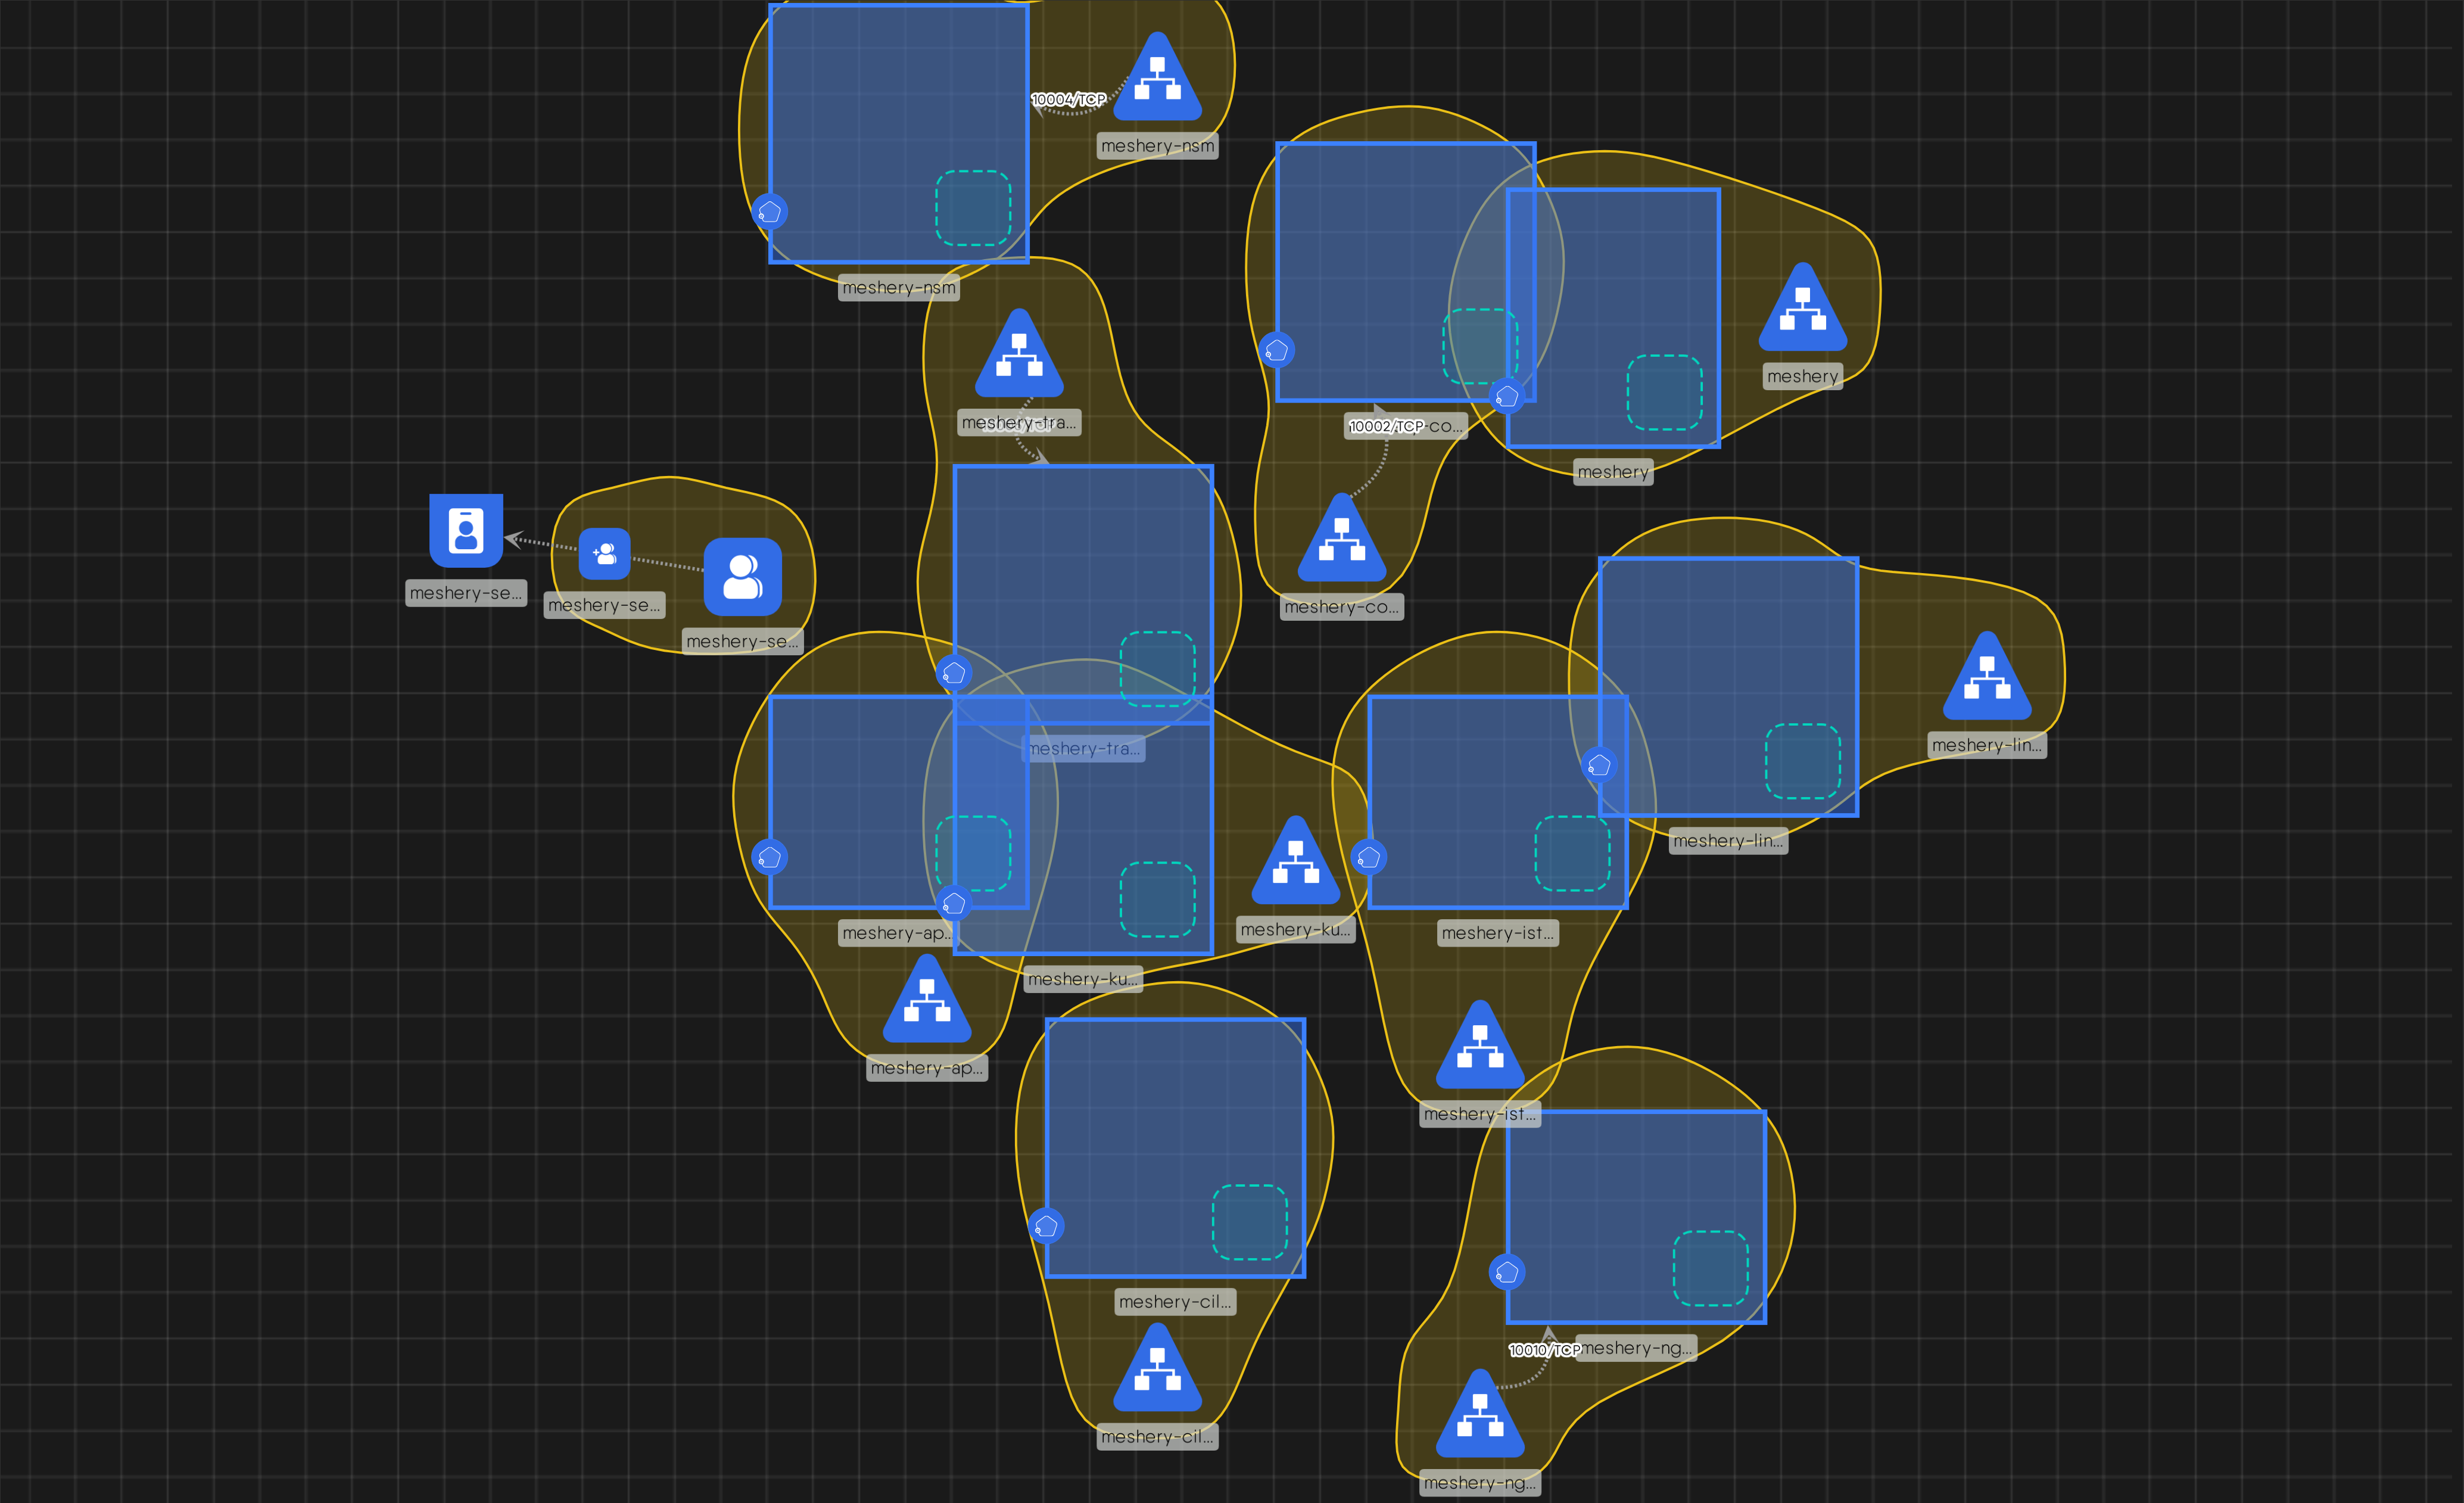 10004/TCP
meshery-nsm
meshery-nsm
meshery
meshery-tra...
10002/TCP
co...
meshery
meshery-se...
meshery-se...
meshery-co...
meshery-se...
meshery-tra...
meshery-lin...
meshery-lin...
meshery-ku...
meshery-ap...
meshery-ist...
meshery-ku...
meshery-ap...
meshery-ist...
meshery-cil...
10010/TCP
meshery-ng...
meshery-cil...
meshery-ng...